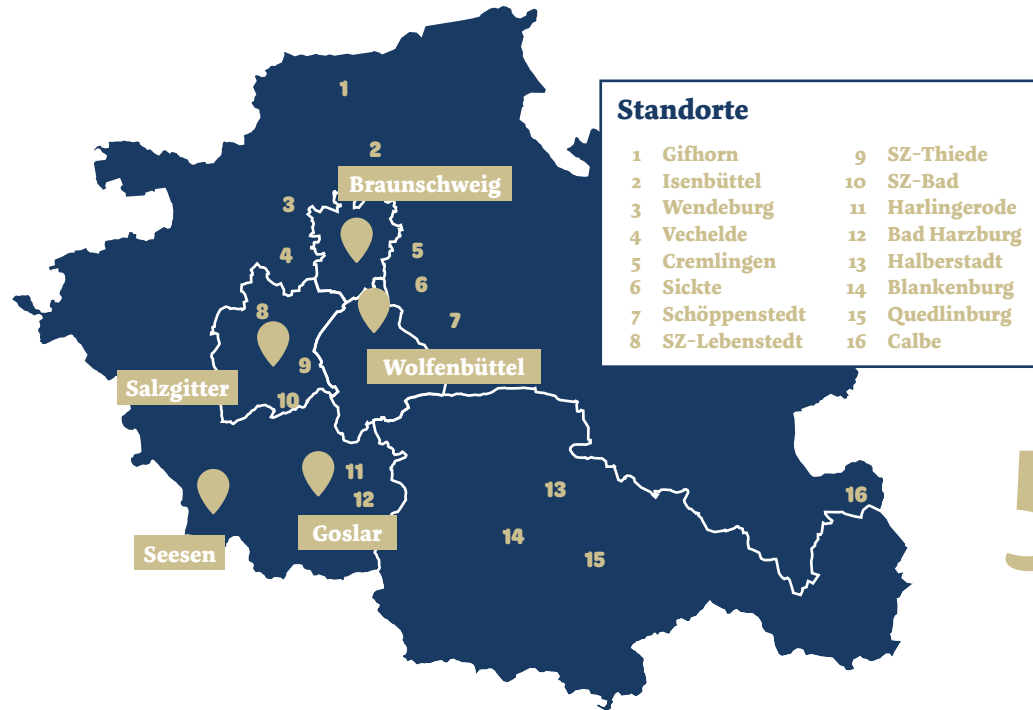 1
Standorte
2
1 Gifhorn
2 Isenbüttel
3 Wendeburg
4 Vechelde
5 Cremlingen
6 Sickte
7 Schöppenstedt
8 SZ-Lebenstedt
9 SZ-Thiede
10 SZ-Bad
11 Harlingerode
12 Bad Harzburg
13 Halberstadt
14 Blankenburg
15 Quedlinburg
16 Calbe
Braunschweig
3
4
5
6
8
7
9
Wolfenbüttel
Salzgitter
10
11
12
13
16
Goslar
14
Seesen
15